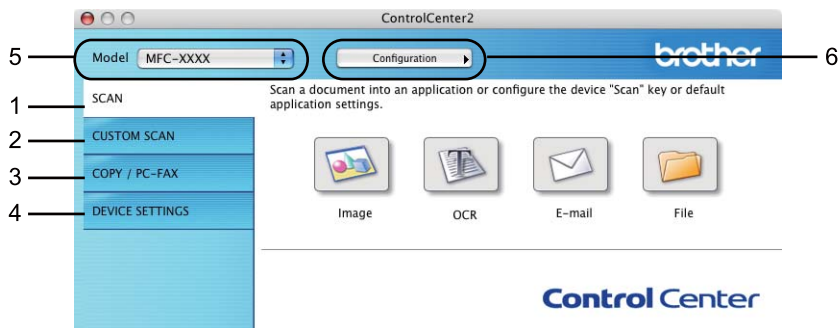 ControlCenter2
5
Model MFC-XXXX
Configuration
brother
6
1
SCAN
Scan a document into an application or configure the device "Scan" key or default
application settings.
2
CUSTOM SCAN
3
COPY / PC-FAX
4
DEVICE SETTINGS
Image
OCR
E-mail
File
Control Center